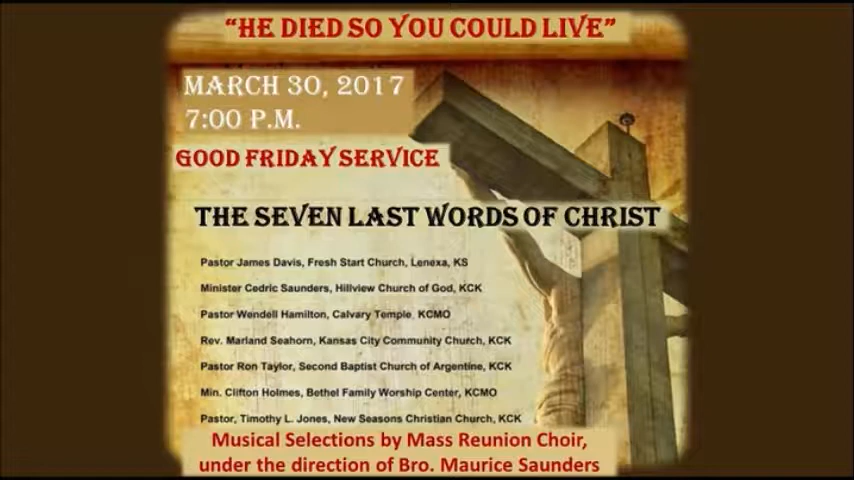 “HE DIED SO YOU COULD LIVE”
MARCH 30, 2017
7:00 P.M.
GOOD FRIDAY SERVICE
THE SEVEN LAST WORDS OF CHRIST
Pastor James Davis, Fresh Start Church, Lenexa, KS
Minister Cedric Saunders, Hillview Church of God, KCK
Pastor Wendell Hamilton, Calvary Temple, KCMO
Rev. Marland Seahorn, Kansas City Community Church, KCK
Pastor Ron Taylor, Second Baptist Church of Argentine, KCK
Min. Clifton Holmes, Bethel Family Worship Center, KCMO
Pastor, Timothy L. Jones, New Seasons Christian Church, KCK
Musical Selections by Mass Reunion Choir,
under the direction of Bro. Maurice Saunders